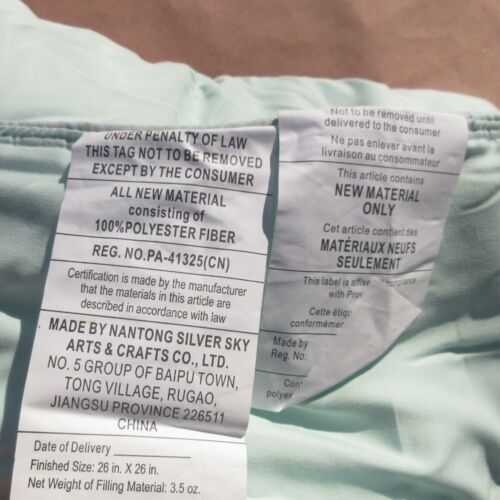 UNDER PENALTY OF LAW
THIS TAG NOT TO BE REMOVED
EXCEPT BY THE CONSUMER
ALL NEW MATERIAL
consisting of
100%POLYESTER FIBER
REG. NO.PA-41325(CN)
Certification is made by the manufacturer
that the materials in this article are
described in accordance with law
MADE BY NANTONG SILVER SKY
ARTS & CRAFTS CO., LTD.
NO. 5 GROUP OF BAIPU TOWN,
TONG VILLAGE, RUGAO,
JIANGSU PROVINCE 226511
CHINA
Date of Delivery
Finished Size: 26 in. X 26 in.
Net Weight of Filling Material: 3.5 oz.
Not to be removed until
delivered to the consumer
Ne pas enlever avant la
livraison au consommateur
This article contains
NEW MATERIAL
ONLY
Cet article contient des
MATÉRIAUX NEUFS
SEULEMENT
This label is
with
Cette
Made by
Reg. No.